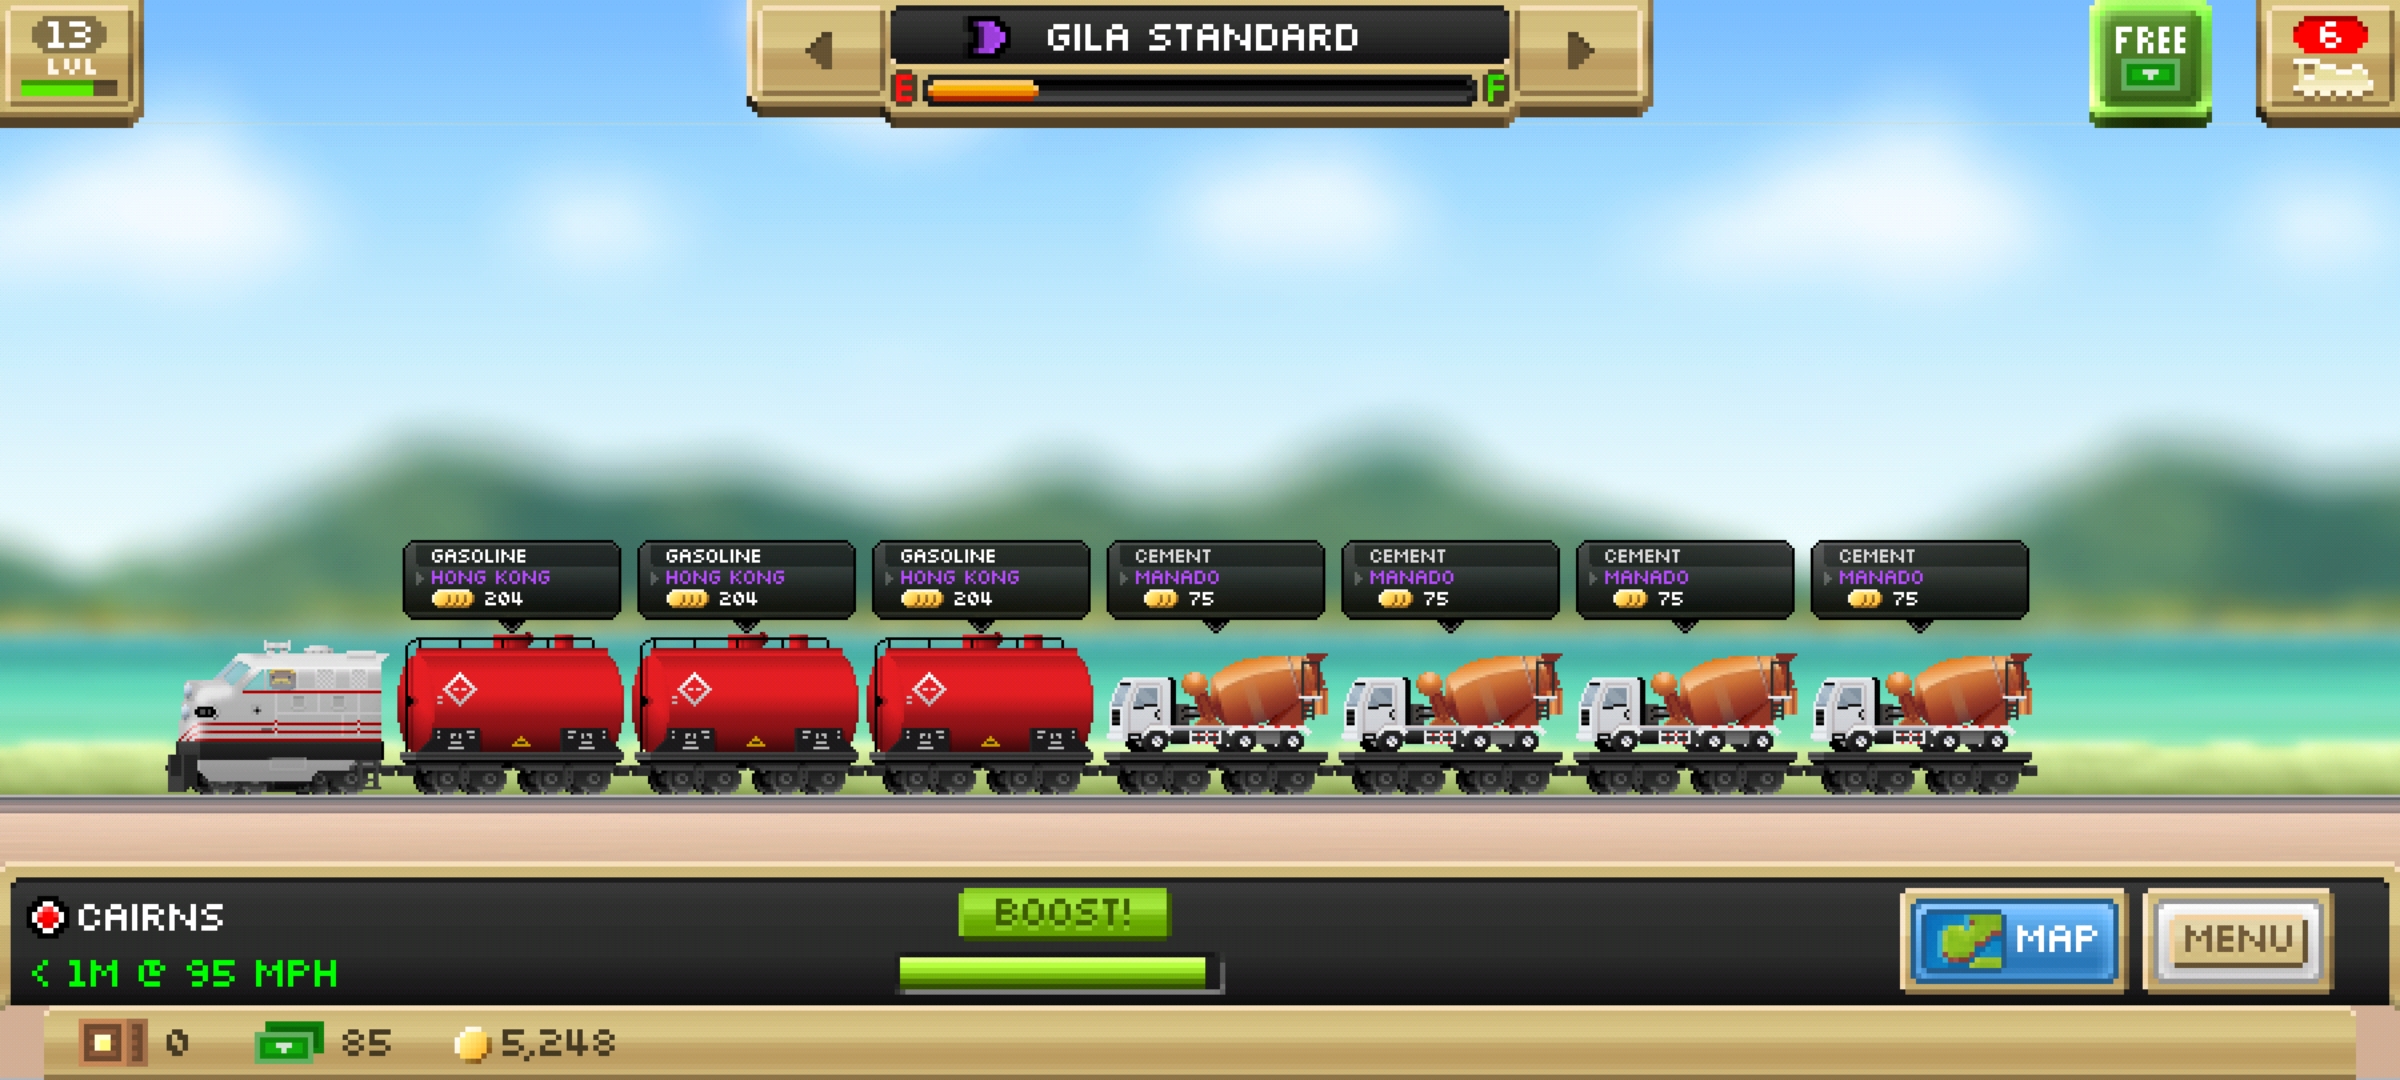 13
LVL
GILA STANDARD
E
F
FREE
6
GASOLINE
HONG KONG
204
GASOLINE
HONG KONG
204
GASOLINE
HONG KONG
204
CEMENT
MANADO
75
CEMENT
MANADO
75
CEMENT
MANADO
75
CEMENT
MANADO
75
CAIRNS
< 1M @ 95 MPH
BOOST!
MAP
MENU
0
85
5,248